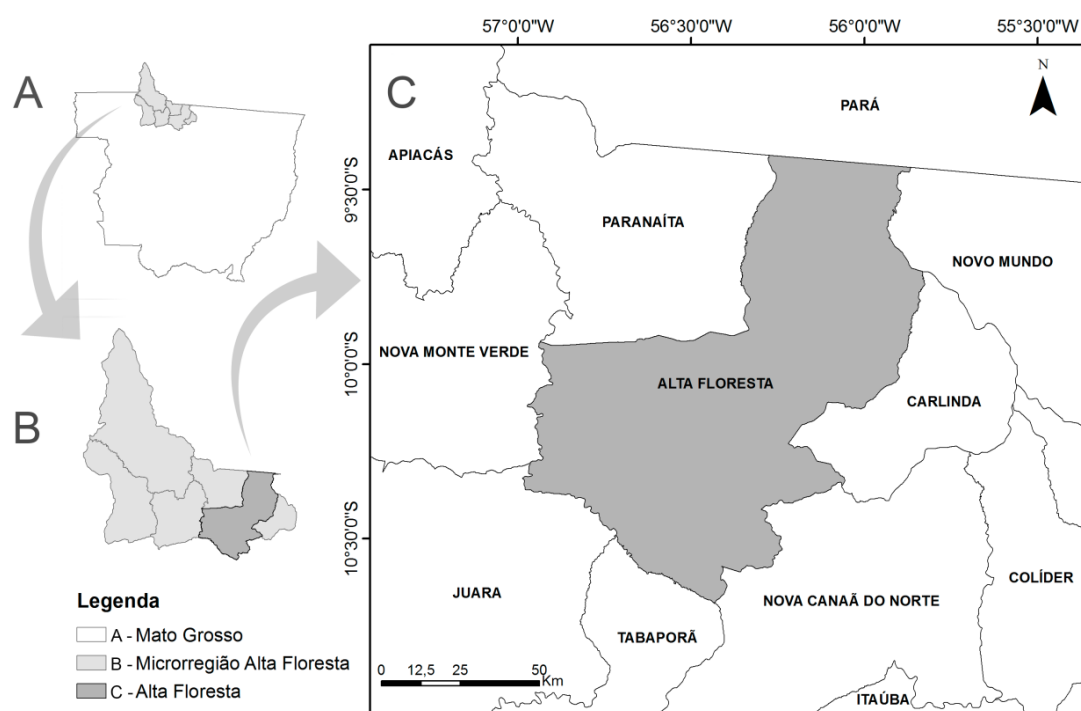 A
B
Legenda
A - Mato Grosso
B - Microrregião Alta Floresta
C - Alta Floresta
57°0'0"W
56°30'0"W
56°0'0"W
55°30'0"W
C
N
PARÁ
APIACÁS
9°30'0"S
PARANAÍTA
NOVO MUNDO
NOVA MONTE VERDE
10°0'0"S
ALTA FLORESTA
CARLINDA
10°30'0"S
JUARA
TABAPORÃ
NOVA CANAÃ DO NORTE
COLÍDER
ITAÚBA
0 12,5 25 50
Km